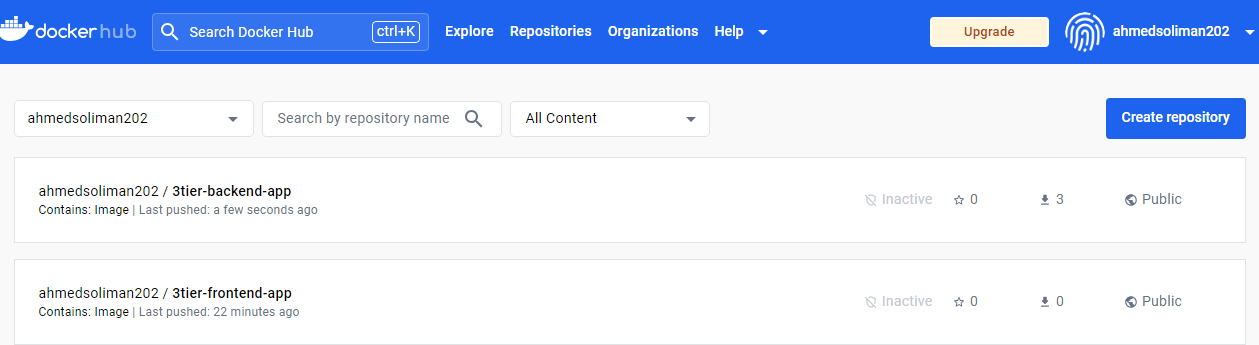 docker hub Search Docker Hub ctrl+K Explore Repositories Organizations Help Upgrade ahmedsoliman202
ahmedsoliman202 Search by repository name All Content Create repository
ahmedsoliman202 / 3tier-backend-app
Contains: Image | Last pushed: a few seconds ago
Inactive 0 3 Public
ahmedsoliman202 / 3tier-frontend-app
Contains: Image | Last pushed: 22 minutes ago
Inactive 0 0 Public